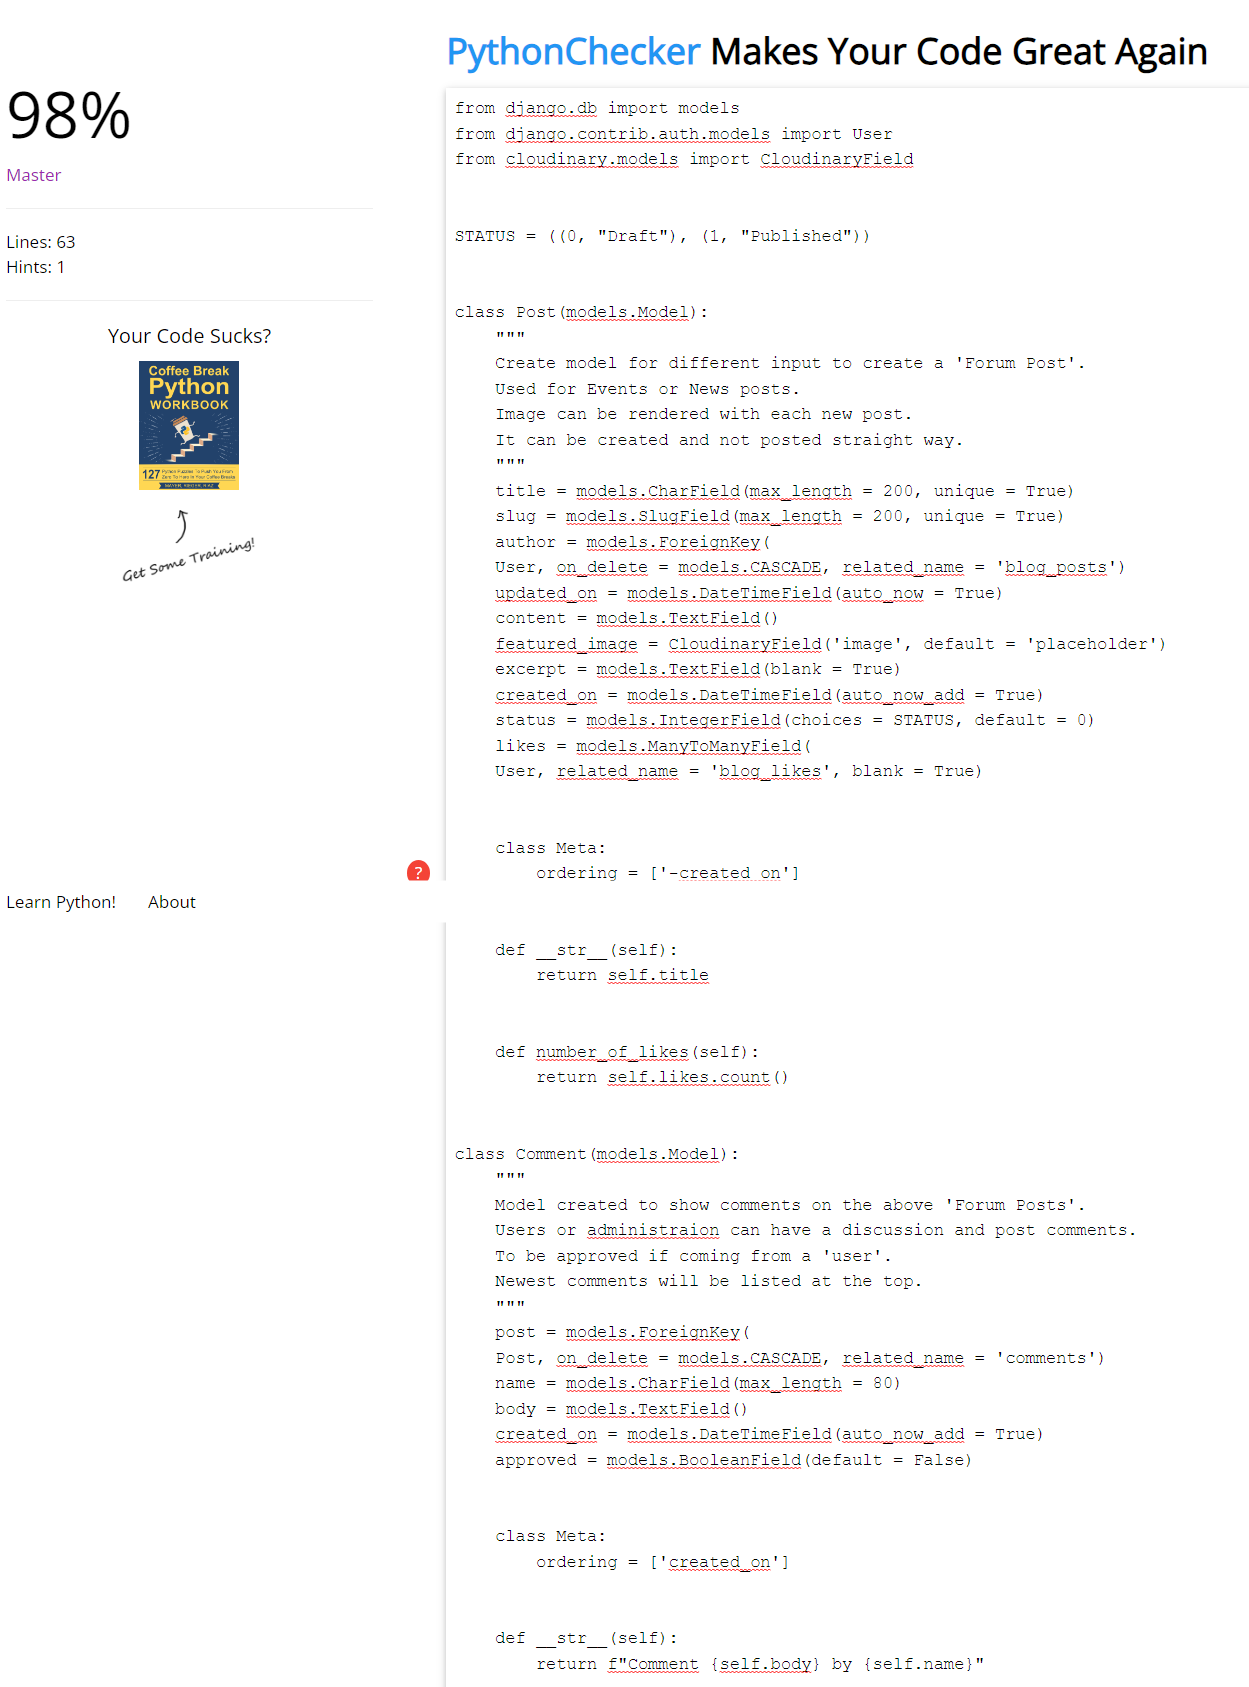 PythonChecker Makes Your Code Great Again
98%
Master
Lines: 63
Hints: 1
Your Code Sucks?
Coffee Break
Python
WORKBOOK
127
Get Some Training!
from django.db import models
from django.contrib.auth.models import User
from cloudinary.models import CloudinaryField
STATUS = ((0, "Draft"), (1, "Published"))
class Post(models.Model):
"""
Create model for different input to create a 'Forum Post'.
Used for Events or News posts.
Image can be rendered with each new post.
It can be created and not posted straight way.
"""
title = models.CharField(max_length = 200, unique = True)
slug = models.SlugField(max_length = 200, unique = True)
author = models.ForeignKey(
User, on_delete = models.CASCADE, related_name = 'blog_posts')
updated_on = models.DateTimeField(auto_now = True)
content = models.TextField()
featured_image = CloudinaryField('image', default = 'placeholder')
excerpt = models.TextField(blank = True)
created_on = models.DateTimeField(auto_now_add = True)
status = models.IntegerField(choices = STATUS, default = 0)
likes = models.ManyToManyField(
User, related_name = 'blog_likes', blank = True)
class Meta:
?
ordering = ['-created_on']
Learn Python! About
def __str__(self):
return self.title
def number_of_likes(self):
return self.likes.count()
class Comment(models.Model):
"""
Model created to show comments on the above 'Forum Posts'.
Users or administraion can have a discussion and post comments.
To be approved if coming from a 'user'.
Newest comments will be listed at the top.
"""
post = models.ForeignKey(
Post, on_delete = models.CASCADE, related_name = 'comments')
name = models.CharField(max_length = 80)
body = models.TextField()
created_on = models.DateTimeField(auto_now_add = True)
approved = models.BooleanField(default = False)
class Meta:
ordering = ['created_on']
def __str__(self):
return f"Comment {self.body} by {self.name}"